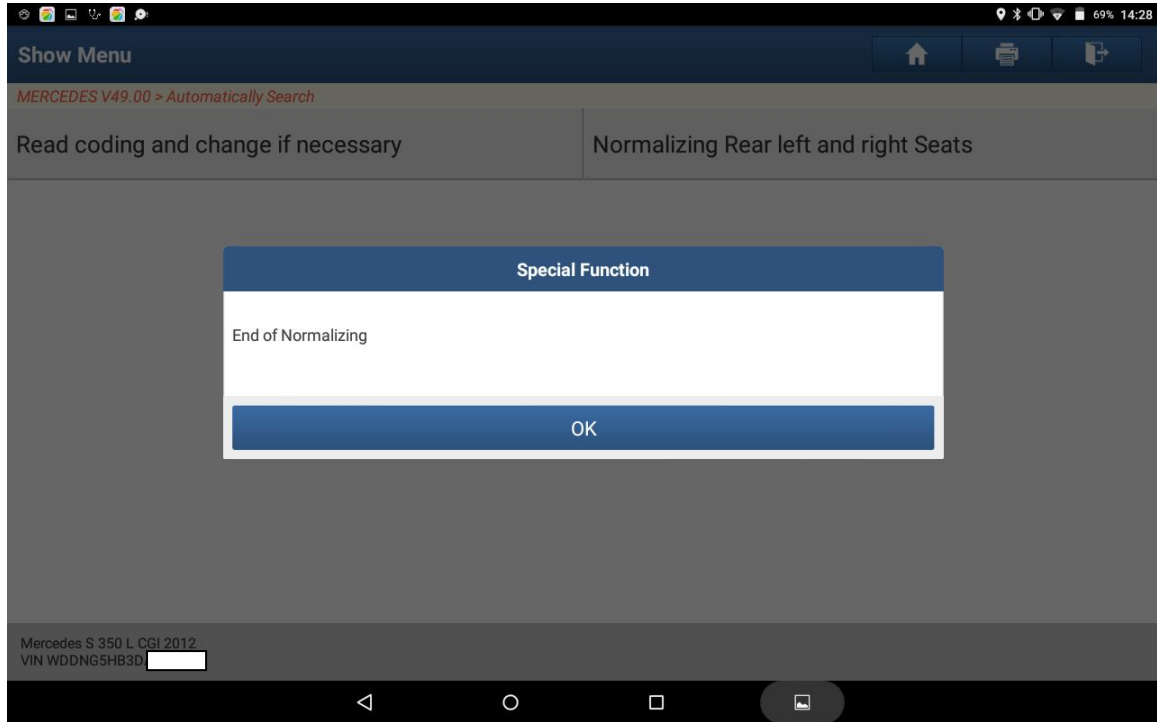 69% 14:28
Show Menu
MERCEDES V49.00 > Automatically Search
Read coding and change if necessary
Normalizing Rear left and right Seats
Special Function
End of Normalizing
OK
Mercedes S 350 L CGI 2012
VIN WDDNG5HB3D